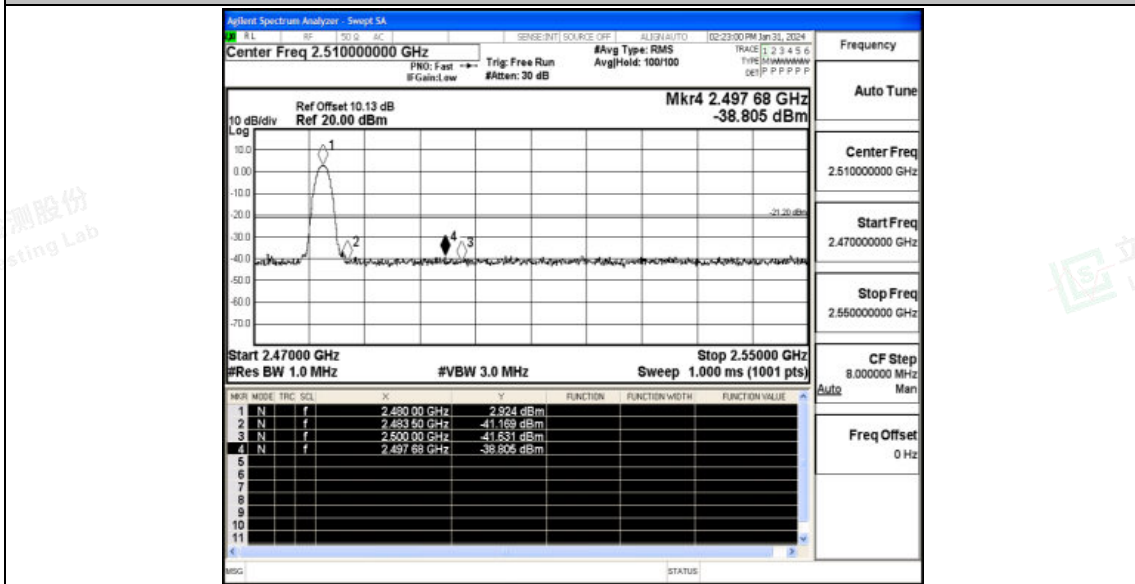 Agilent Spectrum Analyzer - Swept SA
RL RF 50 Ω AC SENSE:INT SOURCE OFF ALIGNAUTO 02:23:00 PM Jan 31, 2024
Center Freq 2.510000000 GHz
PNO: Fast
IFGain:Low
Trig: Free Run
#Atten: 30 dB
#Avg Type: RMS
Avg|Hold: 100/100
TRACE 1 2 3 4 5 6
TYPE MWWWWW
DET P P P P P P
Frequency
Auto Tune
Center Freq
2.510000000 GHz
Start Freq
2.470000000 GHz
Stop Freq
2.550000000 GHz
CF Step
8.000000 MHz
Auto Man
Freq Offset
0 Hz
Mkr4 2.497 68 GHz
-38.805 dBm
Ref Offset 10.13 dB
10 dB/div Ref 20.00 dBm
Log
10.0
0.00
-10.0
-20.0
-30.0
-40.0
-50.0
-60.0
-70.0
1
2
4
3
-21.20 dBm
Start 2.47000 GHz Stop 2.55000 GHz
#Res BW 1.0 MHz #VBW 3.0 MHz Sweep 1.000 ms (1001 pts)
MKR MODE TRC SCL X Y FUNCTION FUNCTION WIDTH FUNCTION VALUE
1 N f 2.480 00 GHz 2.924 dBm
2 N f 2.483 50 GHz -41.169 dBm
3 N f 2.500 00 GHz -41.631 dBm
4 N f 2.497 68 GHz -38.805 dBm
5
6
7
8
9
10
11
MSG STATUS
测股份
sting Lab
立